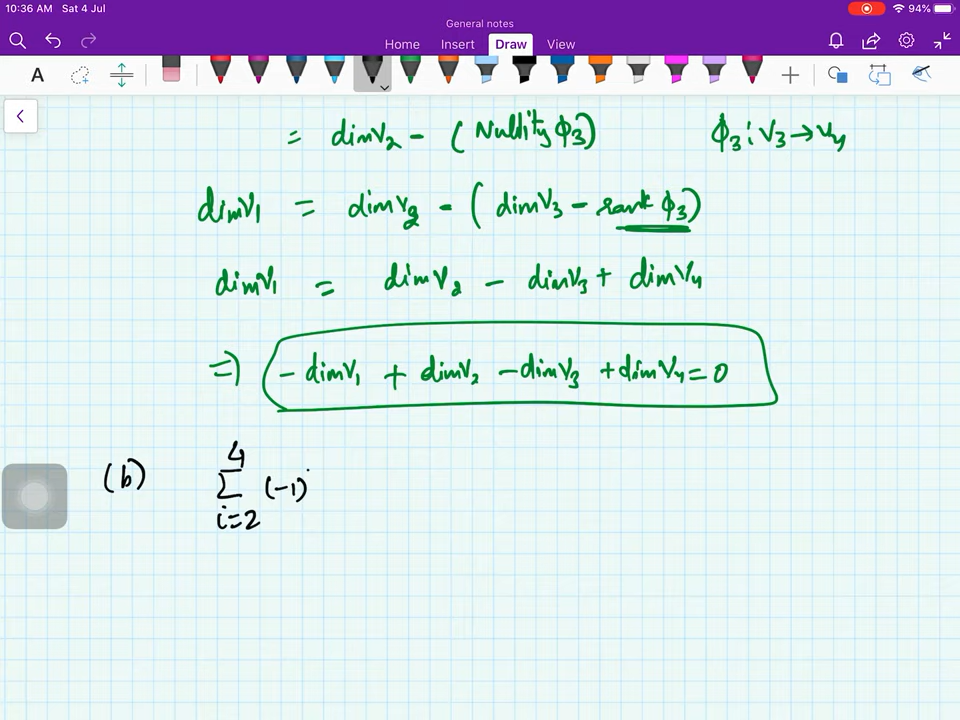 10:36 AM Sat 4 Jul
94%
General notes
Home Insert Draw View
A
= dimV₂ - (Nullity ϕ₃) ϕ₃ : V₃ → V₄
dimV₁ = dimV₂ - (dimV₃ - rank ϕ₃)
dimV₁ = dimV₂ - dimV₃ + dimV₄
⇒) - dimV₁ + dimV₂ - dimV₃ + dimV₄ = 0
(b) 4
Σ (-1)
i=2